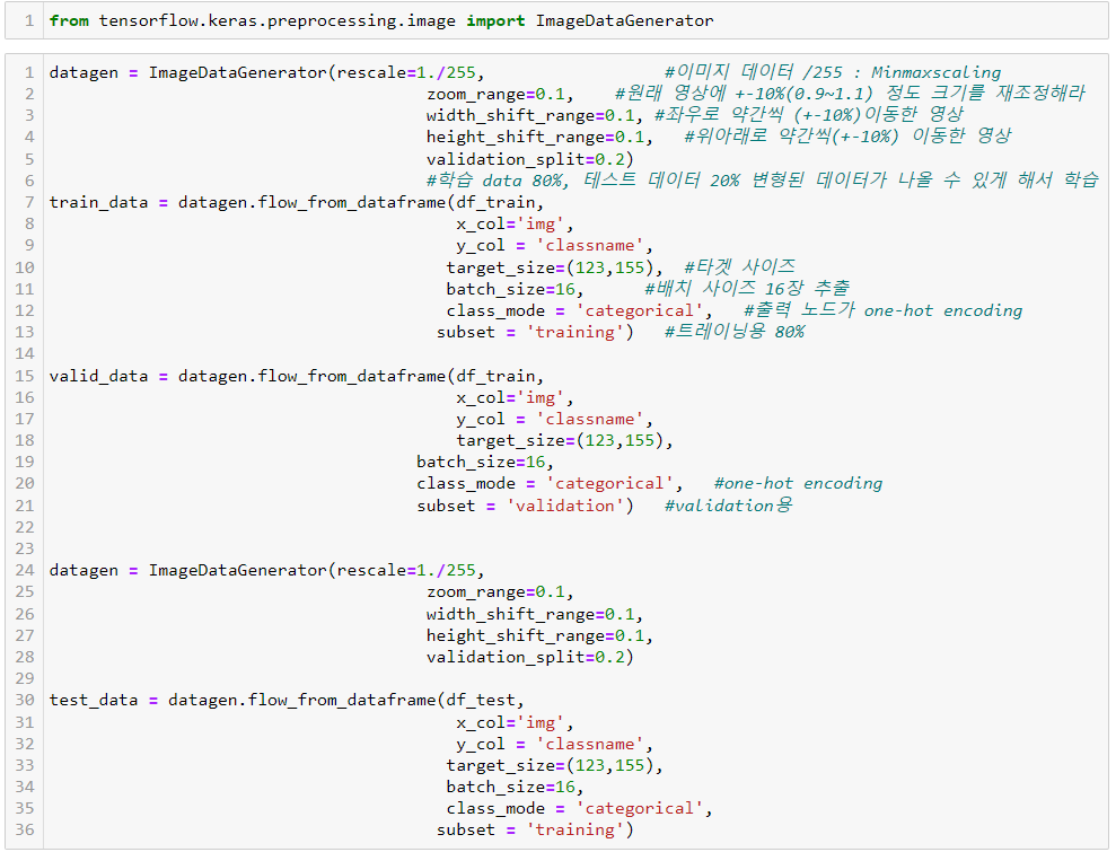 1 from tensorflow.keras.preprocessing.image import ImageDataGenerator
1 datagen = ImageDataGenerator(rescale=1./255, #이미지 데이터 /255 : Minmaxscaling
2 zoom_range=0.1, #원래 영상에 +-10%(0.9~1.1) 정도 크기를 재조정해라
3 width_shift_range=0.1, #좌우로 약간씩 (+-10%)이동한 영상
4 height_shift_range=0.1, #위아래로 약간씩(+-10%) 이동한 영상
5 validation_split=0.2)
6 #학습 data 80%, 테스트 데이터 20% 변형된 데이터가 나올 수 있게 해서 학습
7 train_data = datagen.flow_from_dataframe(df_train,
8 x_col='img',
9 y_col = 'classname',
10 target_size=(123,155), #타겟 사이즈
11 batch_size=16, #배치 사이즈 16장 추출
12 class_mode = 'categorical', #출력 노드가 one-hot encoding
13 subset = 'training') #트레이닝용 80%
14
15 valid_data = datagen.flow_from_dataframe(df_train,
16 x_col='img',
17 y_col = 'classname',
18 target_size=(123,155),
19 batch_size=16,
20 class_mode = 'categorical', #one-hot encoding
21 subset = 'validation') #validation용
22
23
24 datagen = ImageDataGenerator(rescale=1./255,
25 zoom_range=0.1,
26 width_shift_range=0.1,
27 height_shift_range=0.1,
28 validation_split=0.2)
29
30 test_data = datagen.flow_from_dataframe(df_test,
31 x_col='img',
32 y_col = 'classname',
33 target_size=(123,155),
34 batch_size=16,
35 class_mode = 'categorical',
36 subset = 'training')